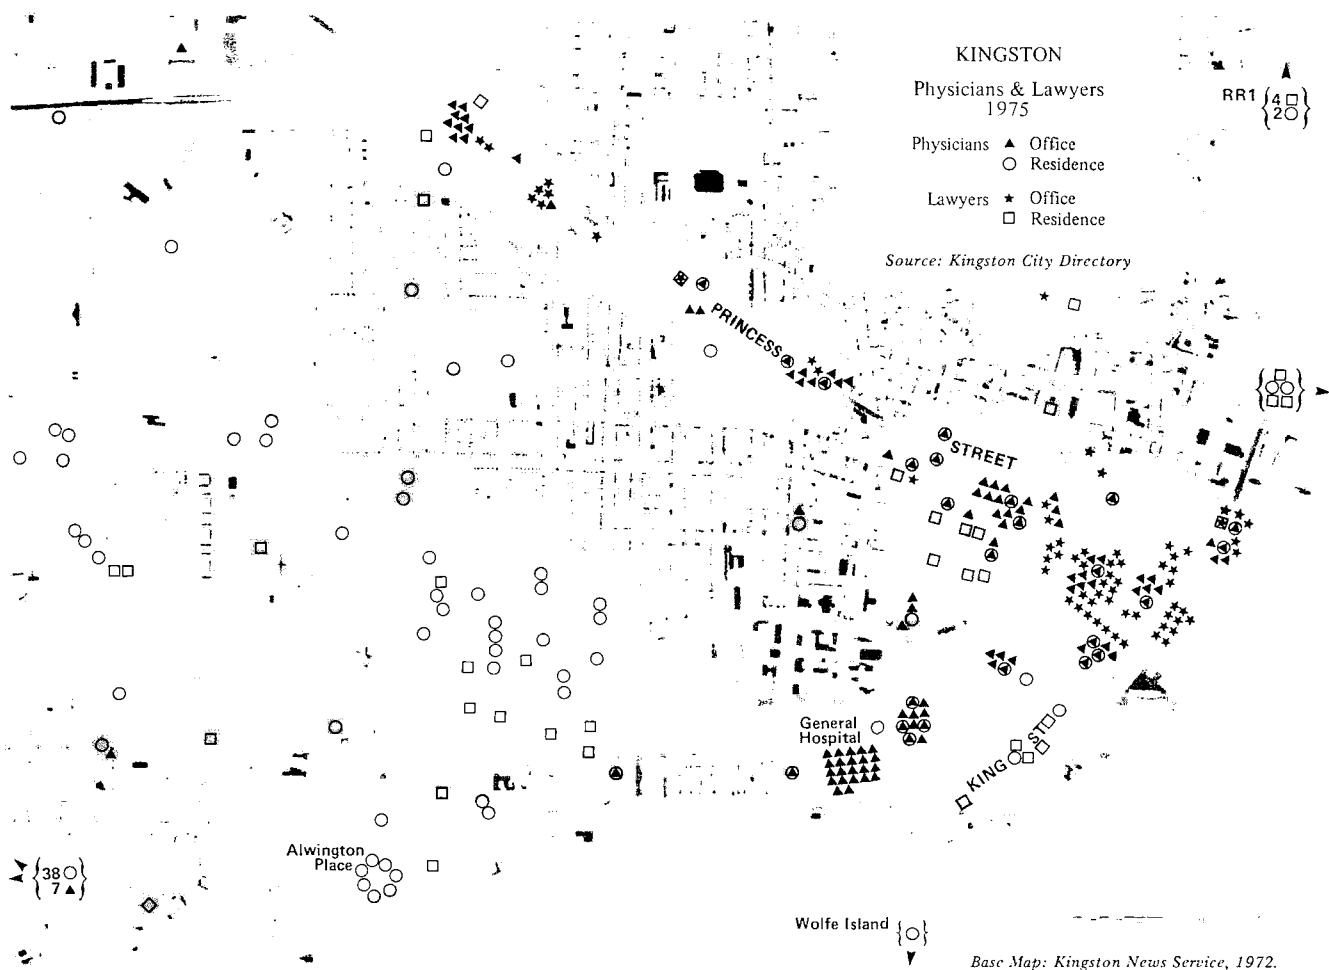 KINGSTON
Physicians & Lawyers
1975
Physicians ▲ Office
○ Residence
Lawyers ★ Office
□ Residence
Source: Kingston City Directory
RR1 {4 □
2 ○}
PRINCESS
STREET
General
Hospital
KING ST
Alwington
Place
38 ○
7 ▲
Wolfe Island
Base Map: Kingston News Service, 1972.